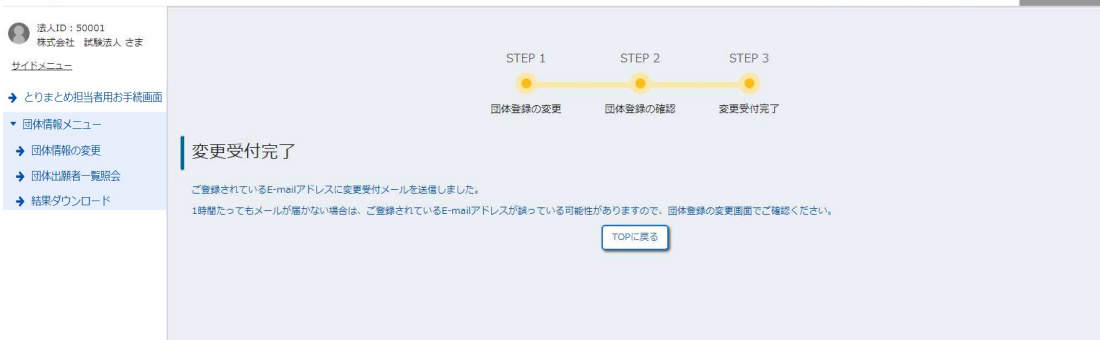 法人ID：50001
株式会社　試験法人 さま
サイドメニュー
とりまとめ担当者用お手続画面
団体情報メニュー
団体情報の変更
団体出願者一覧照会
結果ダウンロード
STEP 1
STEP 2
STEP 3
団体登録の変更
団体登録の確認
変更受付完了
変更受付完了
ご登録されているE-mailアドレスに変更受付メールを送信しました。
1時間たってもメールが届かない場合は、ご登録されているE-mailアドレスが誤っている可能性がありますので、団体登録の変更画面でご確認ください。
TOPに戻る